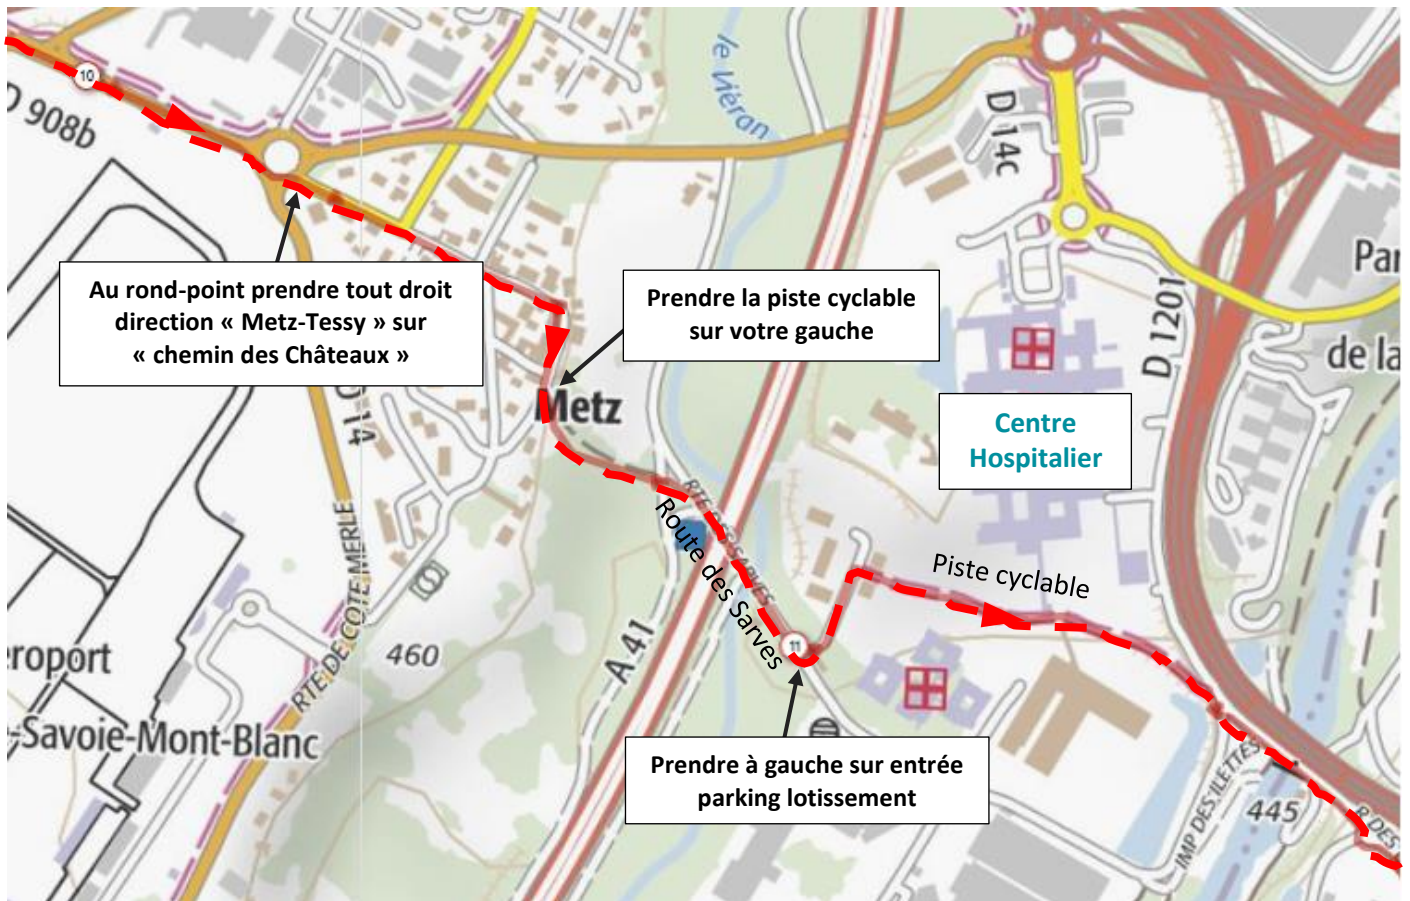 le Viéran
10
D 908b
D 14c
Par
Au rond-point prendre tout droit
direction « Metz-Tessy » sur
« chemin des Châteaux »
Prendre la piste cyclable
sur votre gauche
D 1201
de la
Metz
Centre
Hospitalier
RTE DES SARVES
Route des Sarves
RTE DE COTE MERLE
Piste cyclable
A 41
11
460
éroport
-Savoie-Mont-Blanc
Prendre à gauche sur entrée
parking lotissement
IMP DES ILETTES
445
R DES